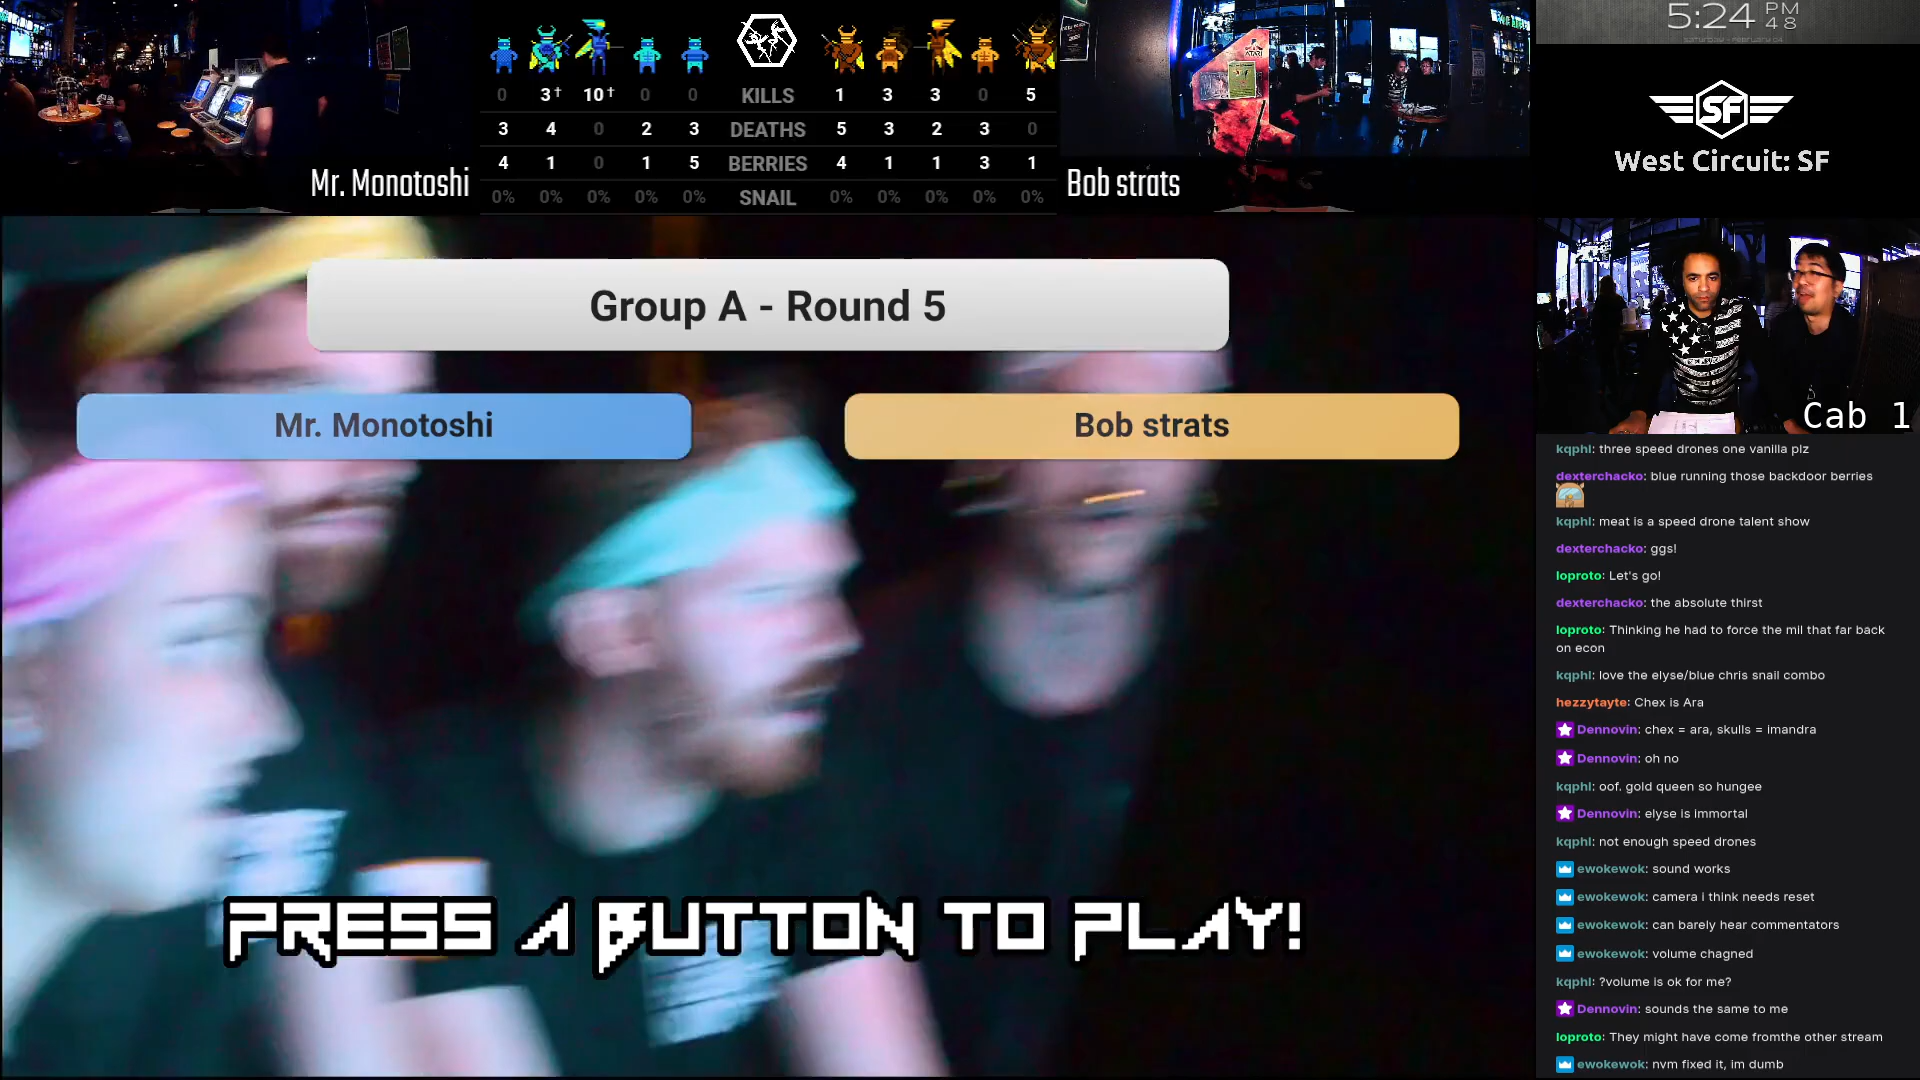 Mr. Monotoshi
0 3† 10† 0 0 KILLS 1 3 3 0 5
3 4 0 2 3 DEATHS 5 3 2 3 0
4 1 0 1 5 BERRIES 4 1 1 3 1
0% 0% 0% 0% 0% SNAIL 0% 0% 0% 0% 0%
Bob strats
5:24 PM 48
SF
West Circuit: SF
Group A - Round 5
Mr. Monotoshi
Bob strats
PRESS A BUTTON TO PLAY!
Cab 1
kqphl: three speed drones one vanilla plz
dexterchacko: blue running those backdoor berries
kqphl: meat is a speed drone talent show
dexterchacko: ggs!
loproto: Let's go!
dexterchacko: the absolute thirst
loproto: Thinking he had to force the mil that far back
on econ
kqphl: love the elyse/blue chris snail combo
hezzytayte: Chex is Ara
Dennovin: chex = ara, skulls = imandra
Dennovin: oh no
kqphl: oof. gold queen so hungee
Dennovin: elyse is immortal
kqphl: not enough speed drones
ewokewok: sound works
ewokewok: camera i think needs reset
ewokewok: can barely hear commentators
ewokewok: volume chagned
kqphl: ?volume is ok for me?
Dennovin: sounds the same to me
loproto: They might have come fromthe other stream
ewokewok: nvm fixed it, im dumb